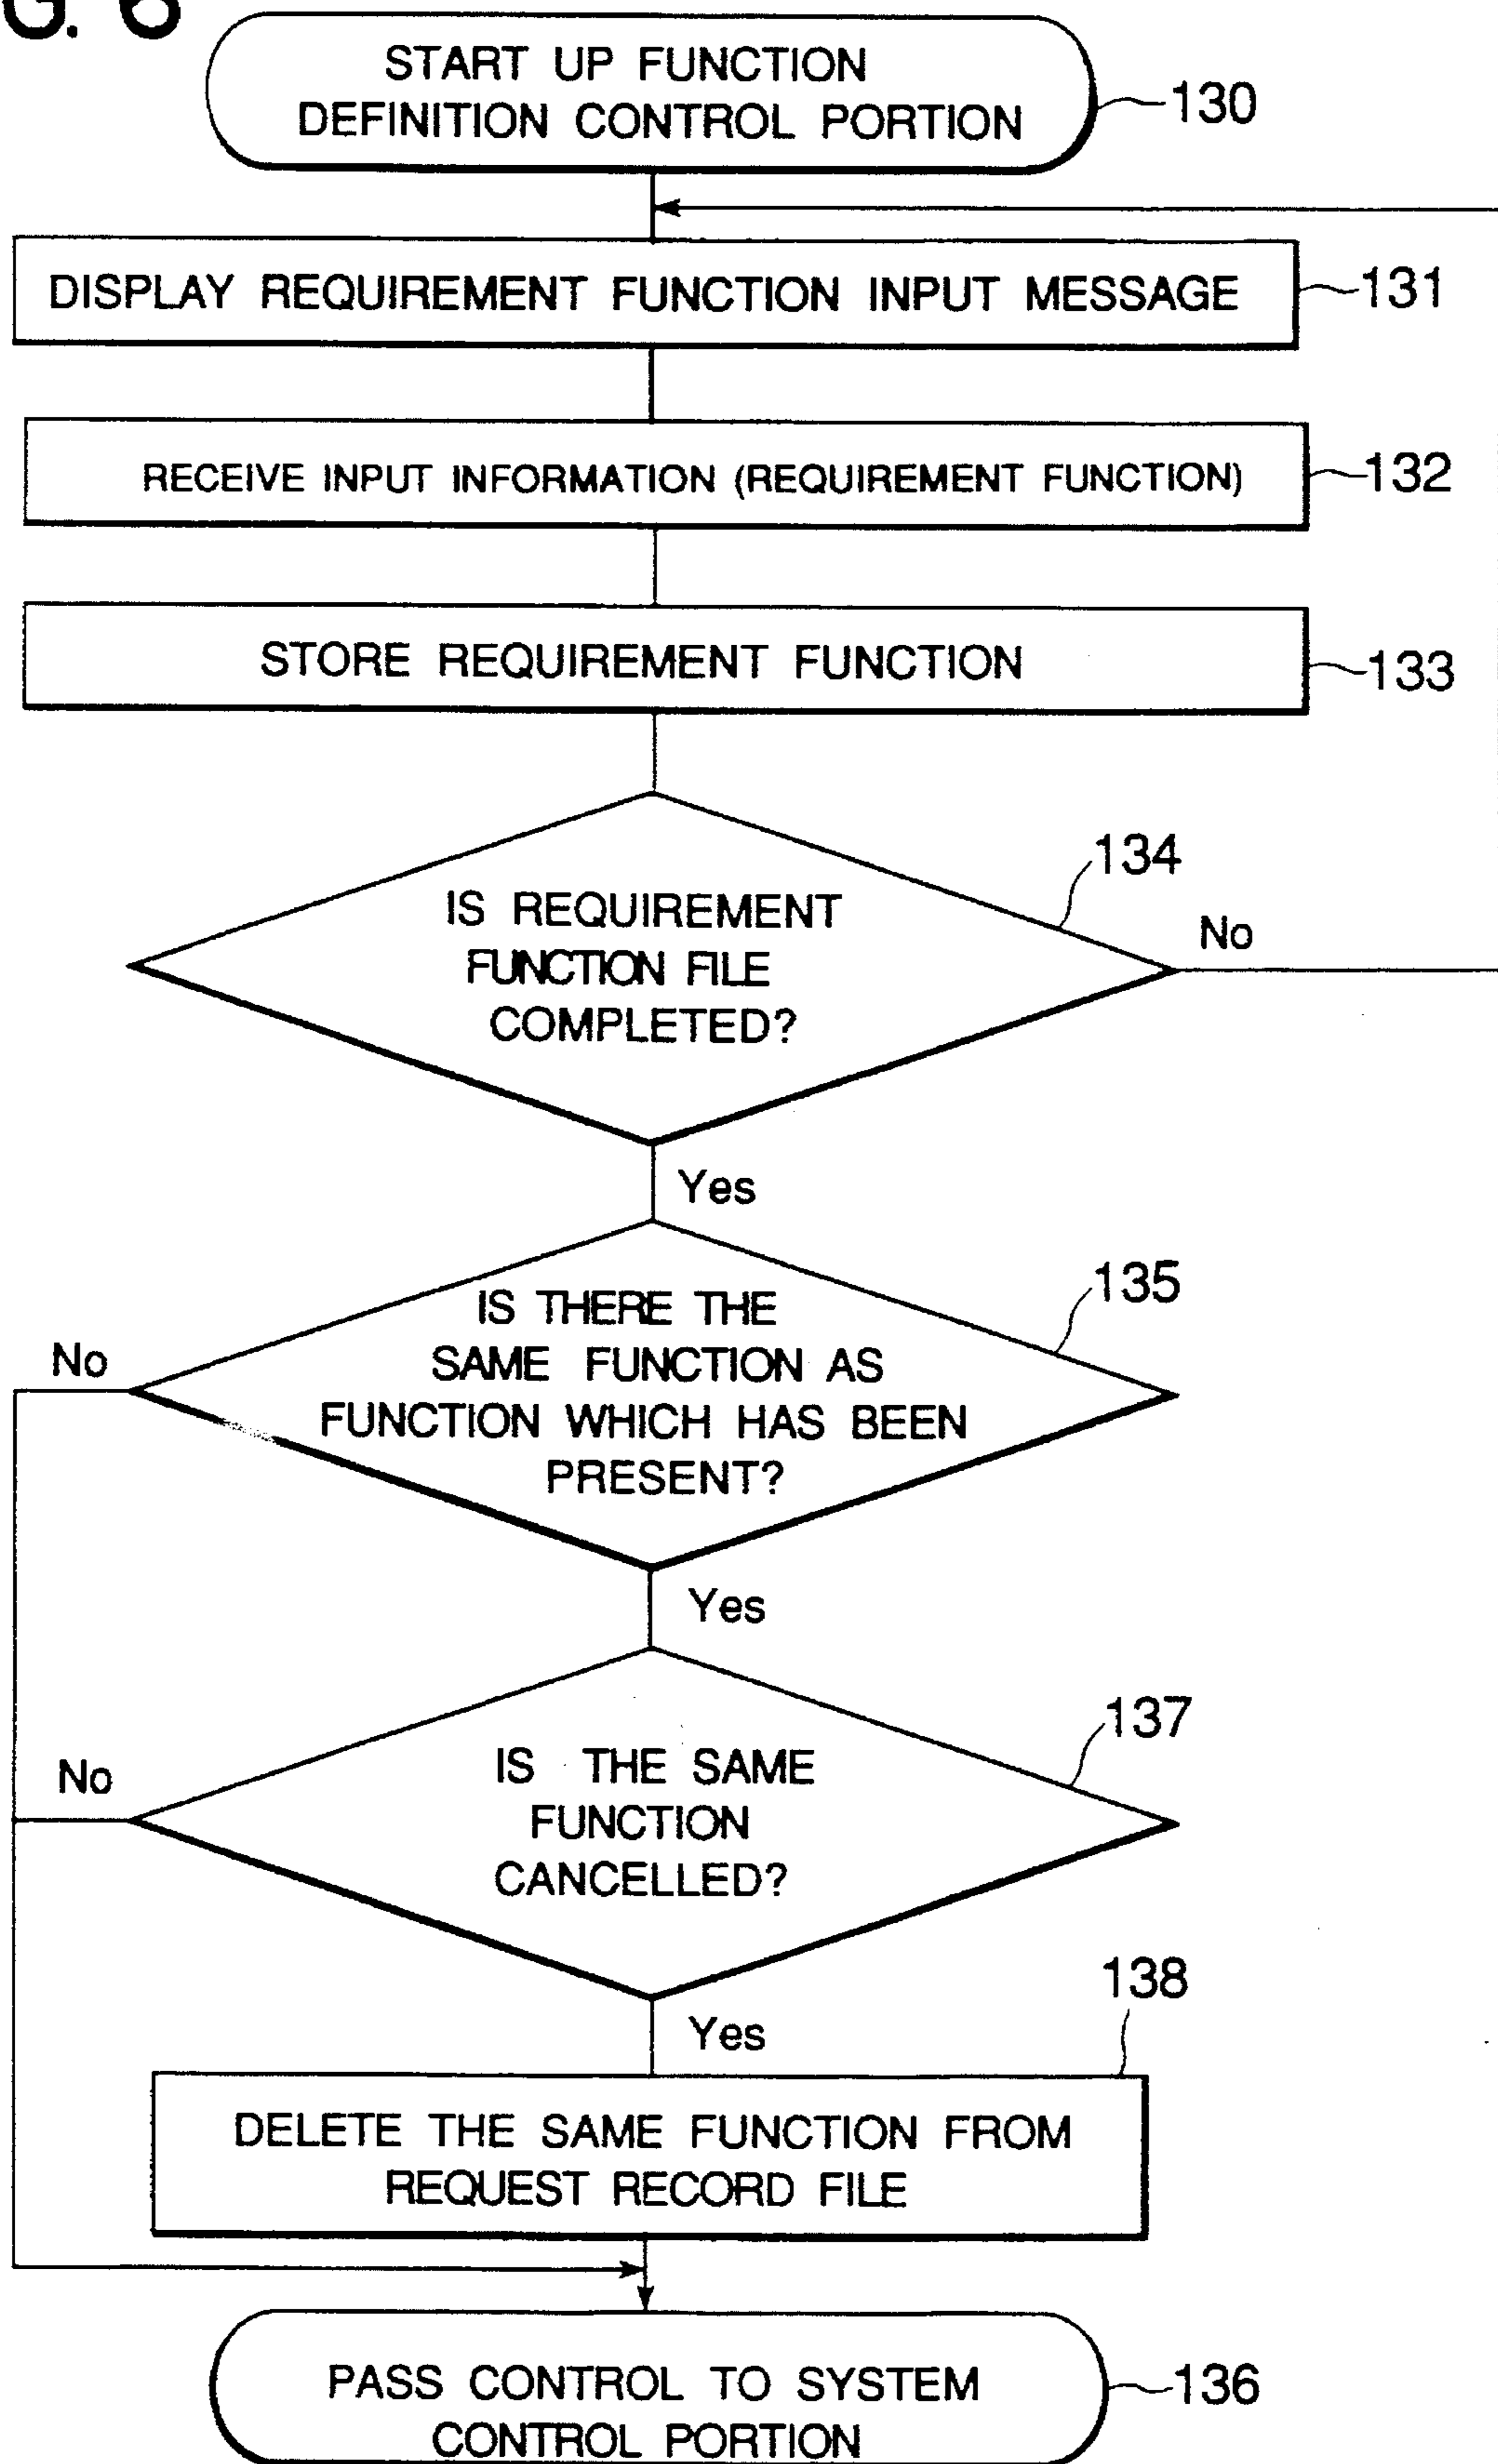 G. 6
START UP FUNCTION
DEFINITION CONTROL PORTION
130
DISPLAY REQUIREMENT FUNCTION INPUT MESSAGE
131
RECEIVE INPUT INFORMATION (REQUIREMENT FUNCTION)
132
STORE REQUIREMENT FUNCTION
133
134
IS REQUIREMENT
FUNCTION FILE
COMPLETED?
No
Yes
135
IS THERE THE
SAME FUNCTION AS
FUNCTION WHICH HAS BEEN
PRESENT?
No
Yes
137
IS THE SAME
FUNCTION
CANCELLED?
No
Yes
138
DELETE THE SAME FUNCTION FROM
REQUEST RECORD FILE
PASS CONTROL TO SYSTEM
CONTROL PORTION
136